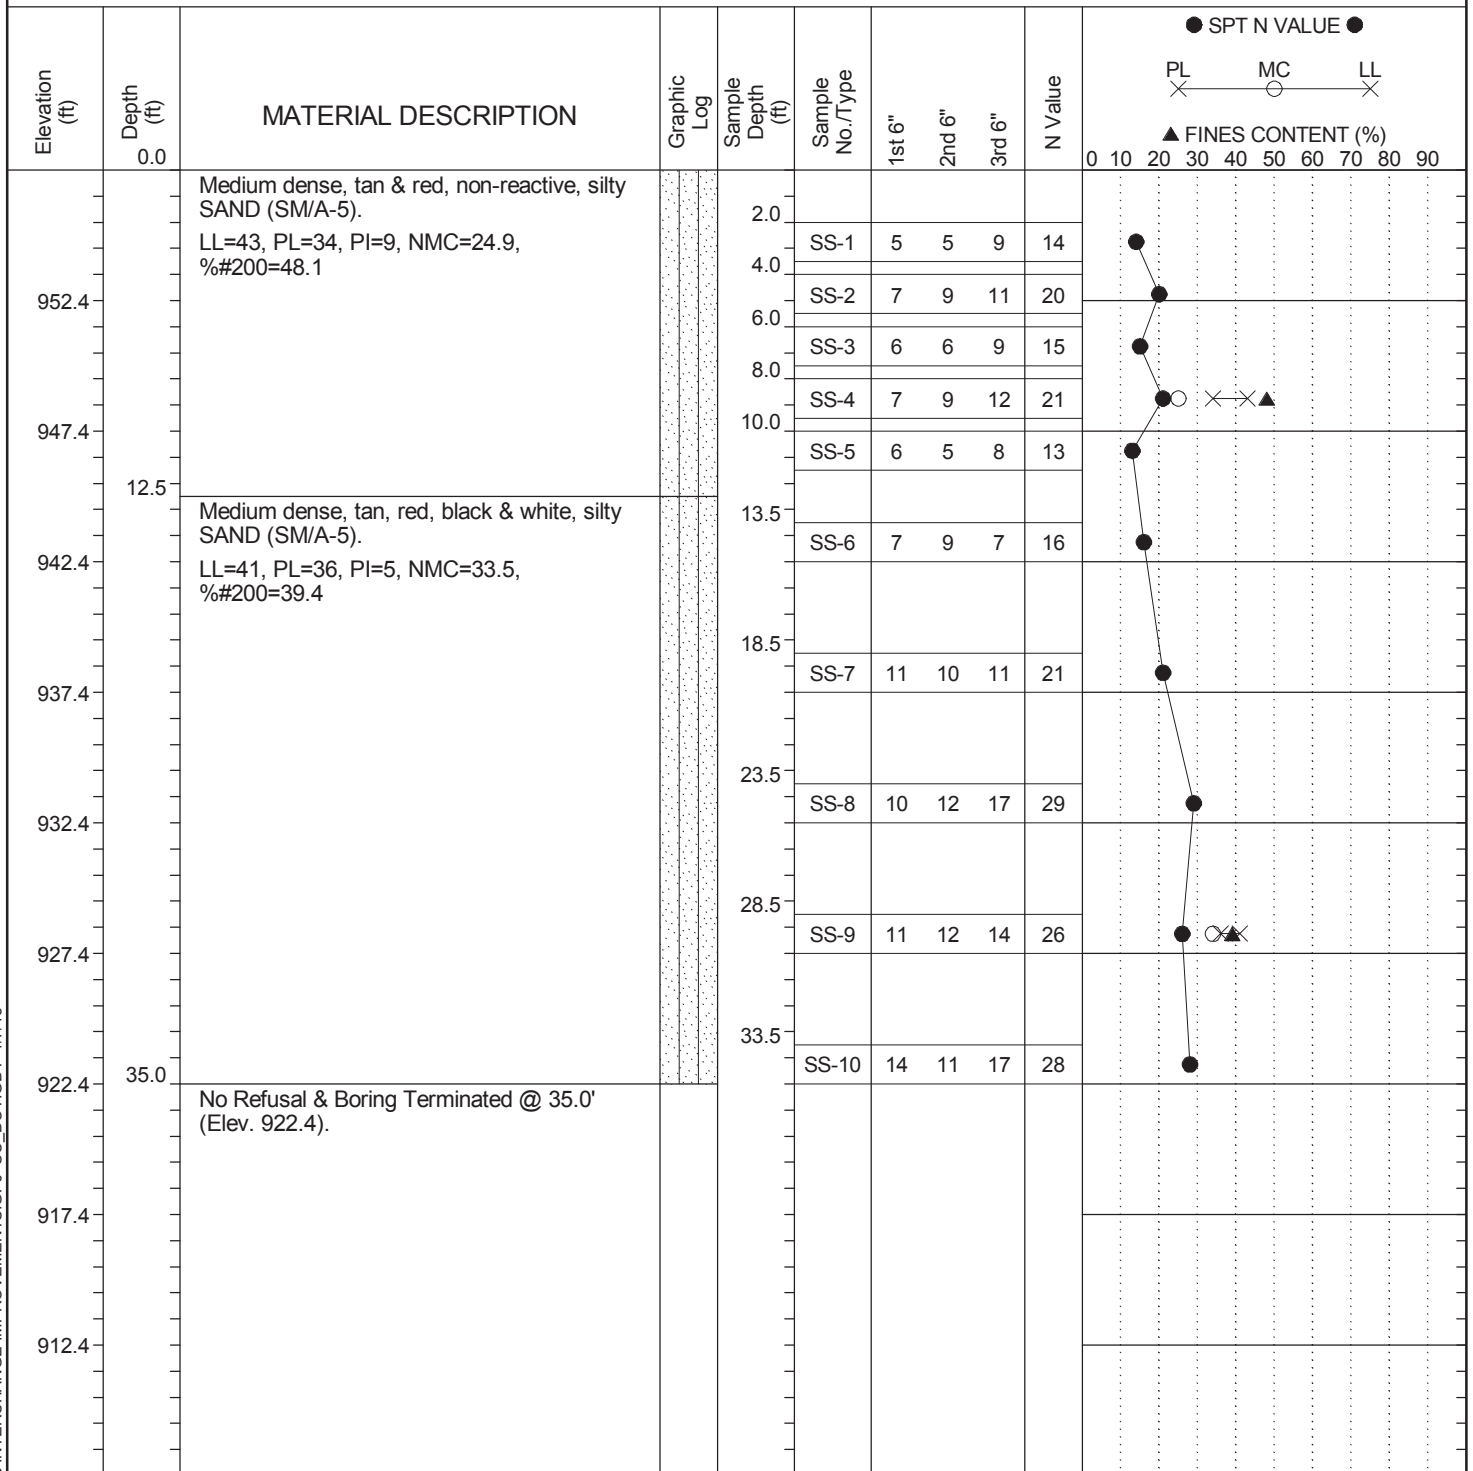 ● SPT N VALUE ●
PL MC LL
▲ FINES CONTENT (%)
0 10 20 30 40 50 60 70 80 90
Elevation (ft)
Depth (ft)
0.0
MATERIAL DESCRIPTION
Graphic Log
Sample Depth (ft)
Sample No./Type
1st 6"
2nd 6"
3rd 6"
N Value
Medium dense, tan & red, non-reactive, silty
SAND (SM/A-5).
LL=43, PL=34, PI=9, NMC=24.9,
%#200=48.1
2.0
SS-1 5 5 9 14
4.0
952.4
SS-2 7 9 11 20
6.0
SS-3 6 6 9 15
8.0
SS-4 7 9 12 21
10.0
947.4
SS-5 6 5 8 13
12.5
Medium dense, tan, red, black & white, silty
SAND (SM/A-5).
LL=41, PL=36, PI=5, NMC=33.5,
%#200=39.4
13.5
SS-6 7 9 7 16
942.4
18.5
SS-7 11 10 11 21
937.4
23.5
SS-8 10 12 17 29
932.4
28.5
SS-9 11 12 14 26
927.4
33.5
SS-10 14 11 17 28
35.0
922.4
No Refusal & Boring Terminated @ 35.0'
(Elev. 922.4).
917.4
912.4